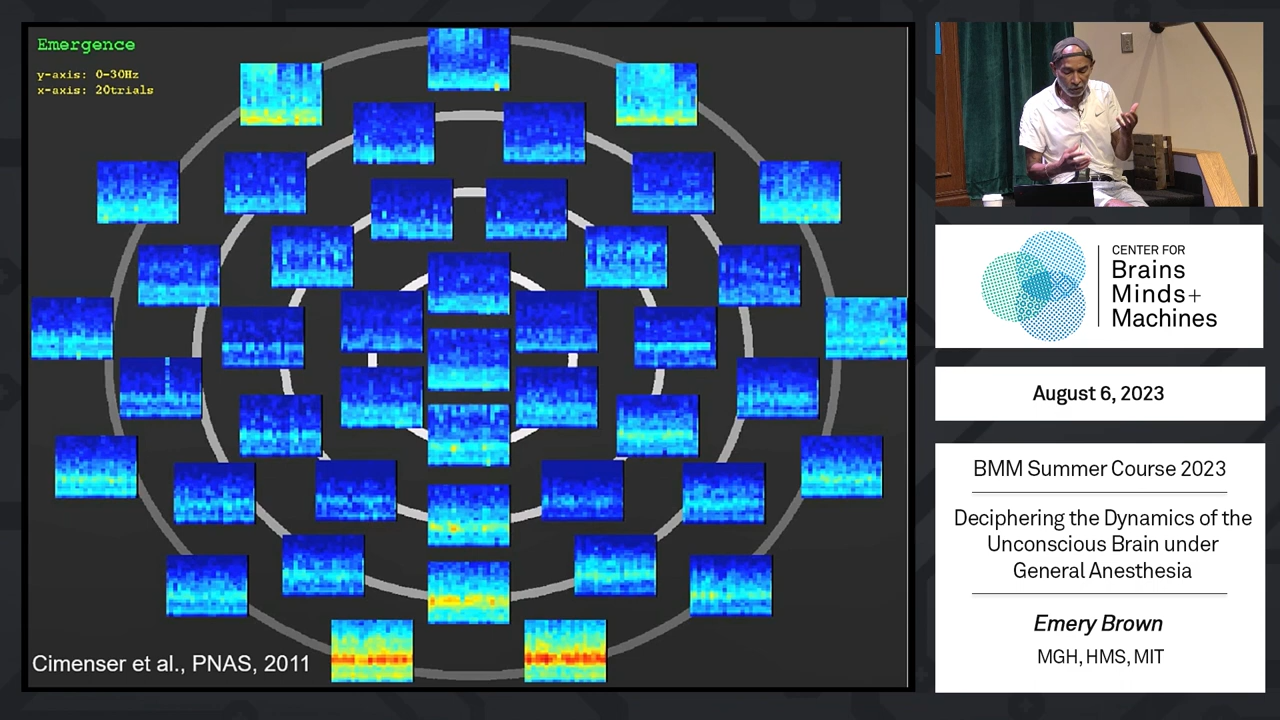 Emergence
y-axis: 0-30Hz
x-axis: 20trials
Cimenser et al., PNAS, 2011
CENTER FOR
Brains
Minds+
Machines
August 6, 2023
BMM Summer Course 2023
Deciphering the Dynamics of the
Unconscious Brain under
General Anesthesia
Emery Brown
MGH, HMS, MIT